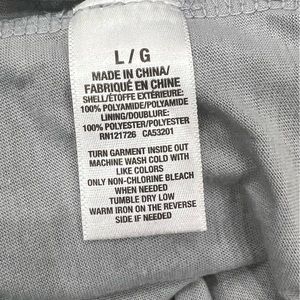 L / G
MADE IN CHINA/
FABRIQUÉ EN CHINE
SHELL/ÉTOFFE EXTÉRIEURE:
100% POLYAMIDE/POLYAMIDE
LINING/DOUBLURE:
100% POLYESTER/POLYESTER
RN121726 CA53201
TURN GARMENT INSIDE OUT
MACHINE WASH COLD WITH
LIKE COLORS
ONLY NON-CHLORINE BLEACH
WHEN NEEDED
TUMBLE DRY LOW
WARM IRON ON THE REVERSE
SIDE IF NEEDED